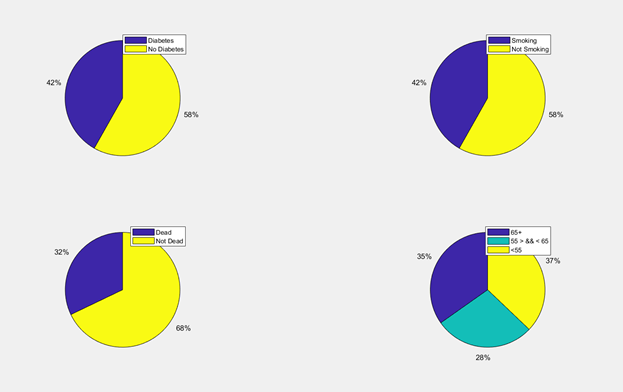 Diabetes
No Diabetes
42%
58%
Smoking
Not Smoking
42%
58%
Dead
Not Dead
32%
68%
65+
55 > && < 65
<55
35%
37%
28%